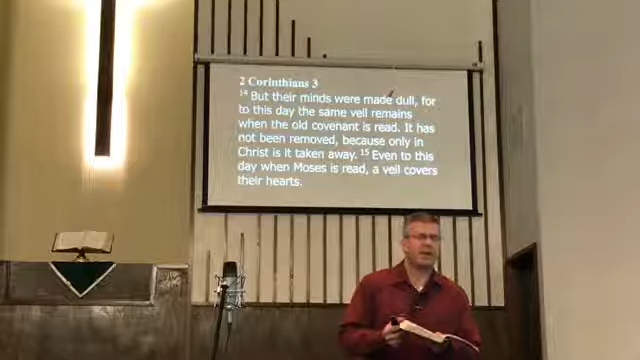 2 Corinthians 3
14 But their minds were made dull, for
to this day the same veil remains
when the old covenant is read. It has
not been removed, because only in
Christ is it taken away. 15 Even to this
day when Moses is read, a veil covers
their hearts.